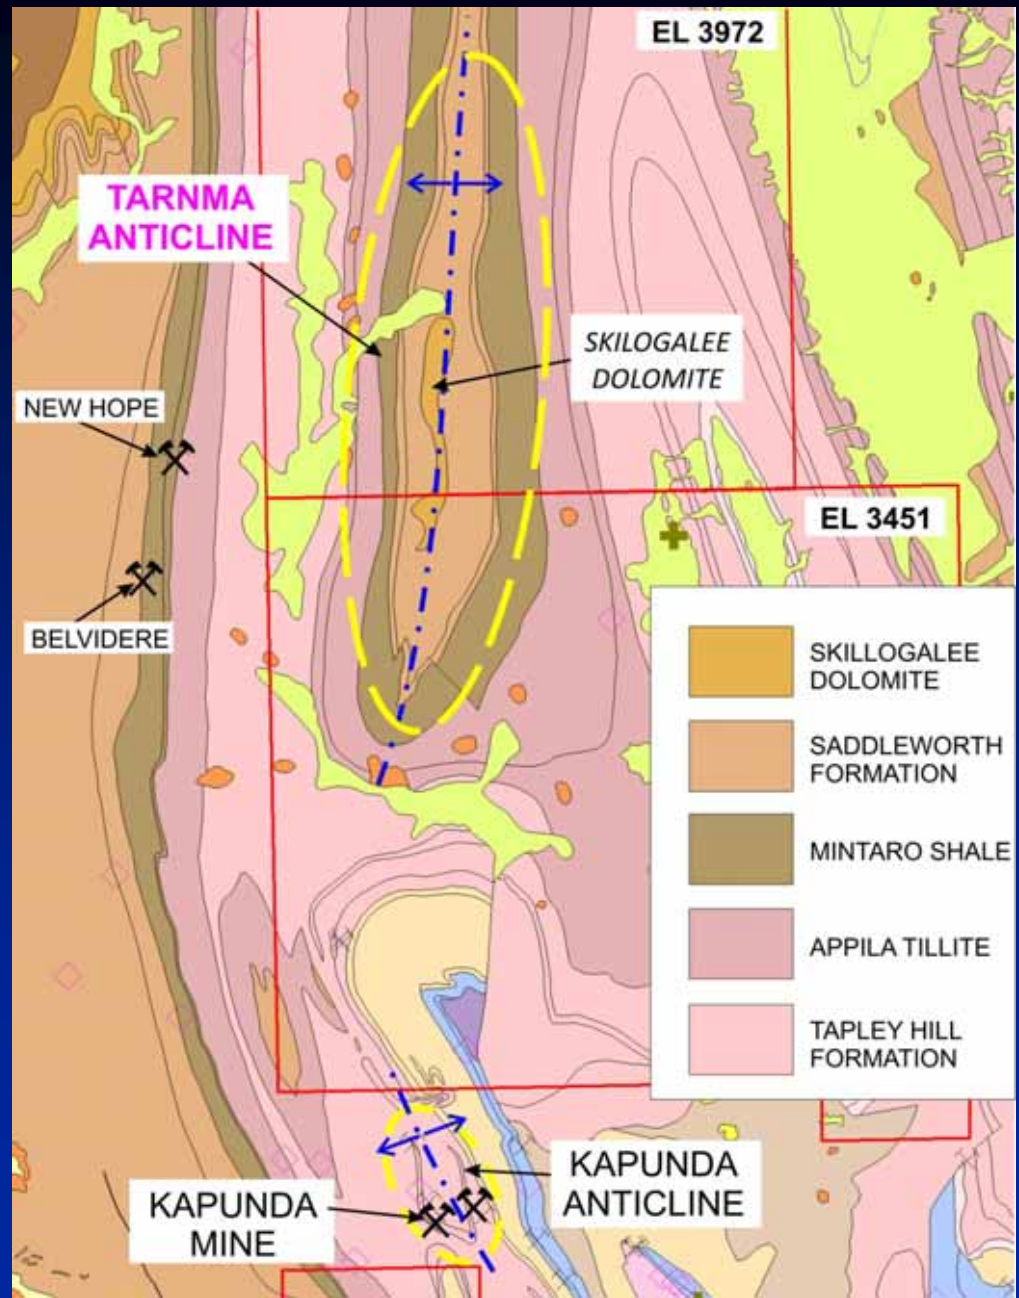 EL 3972
TARNMA
ANTICLINE
SKILOGALEE
DOLOMITE
NEW HOPE
EL 3451
BELVIDERE
SKILLOGALEE
DOLOMITE
SADDLEWORTH
FORMATION
MINTARO SHALE
APPILA TILLITE
TAPLEY HILL
FORMATION
KAPUNDA
ANTICLINE
KAPUNDA
MINE